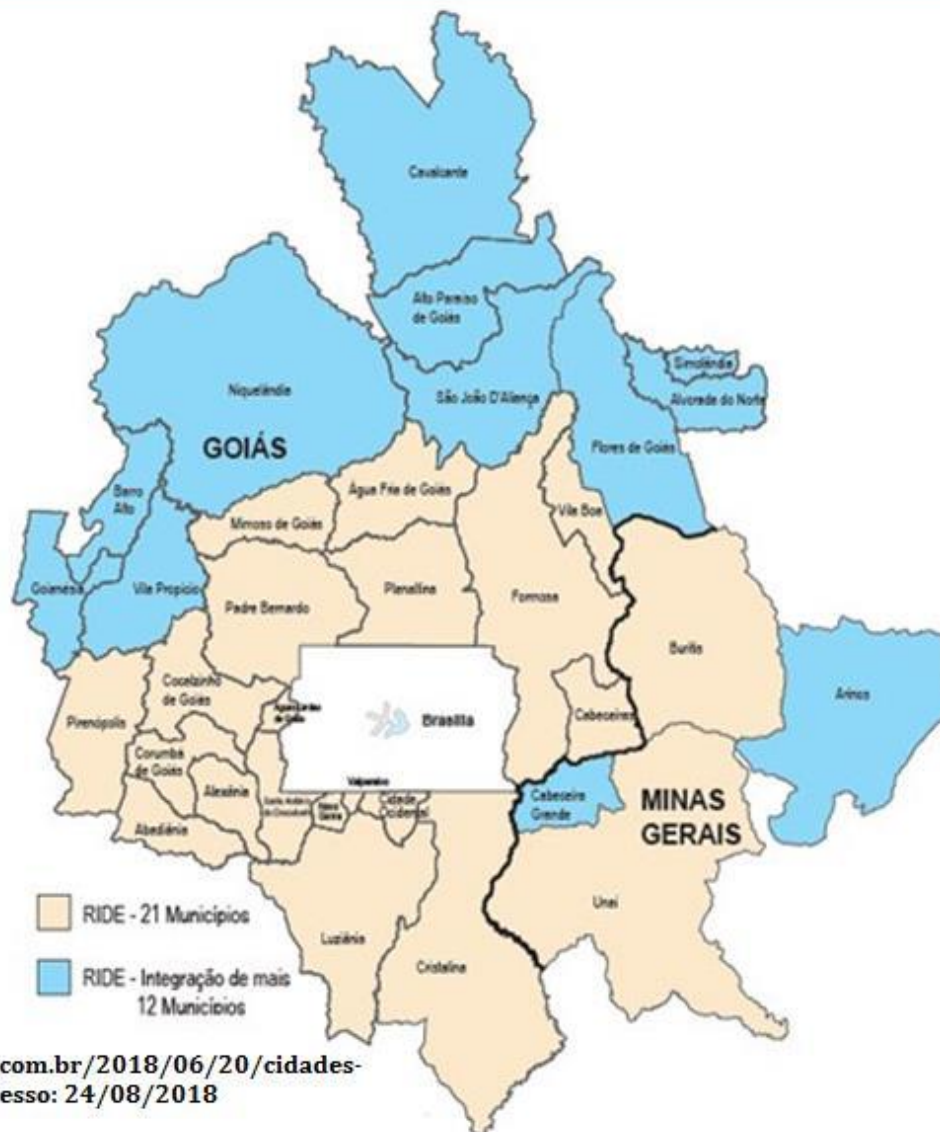 Cavalcante
Alto Paraíso
de Goiás
Simolândia
Niquelândia
São João D'Aliança
Alvorada do Norte
GOIÁS
Flores de Goiás
Água Fria de Goiás
Barro
Alto
Vila Boa
Mimoso de Goiás
Goianésia
Vila Propício
Planaltina
Formosa
Padre Bernardo
Buritis
Cocalzinho
de Goiás
Arinos
Pirenópolis
Cabeceiras
Brasília
Corumba
de Goiás
Valparaíso
Alexânia
Cidade
Ocidental
Cabeceira
Grande
MINAS
GERAIS
Abadiânia
RIDE - 21 Municípios
Unaí
Luziânia
Cristalina
RIDE - Integração de mais
12 Municípios
com.br/2018/06/20/cidades-
esso: 24/08/2018